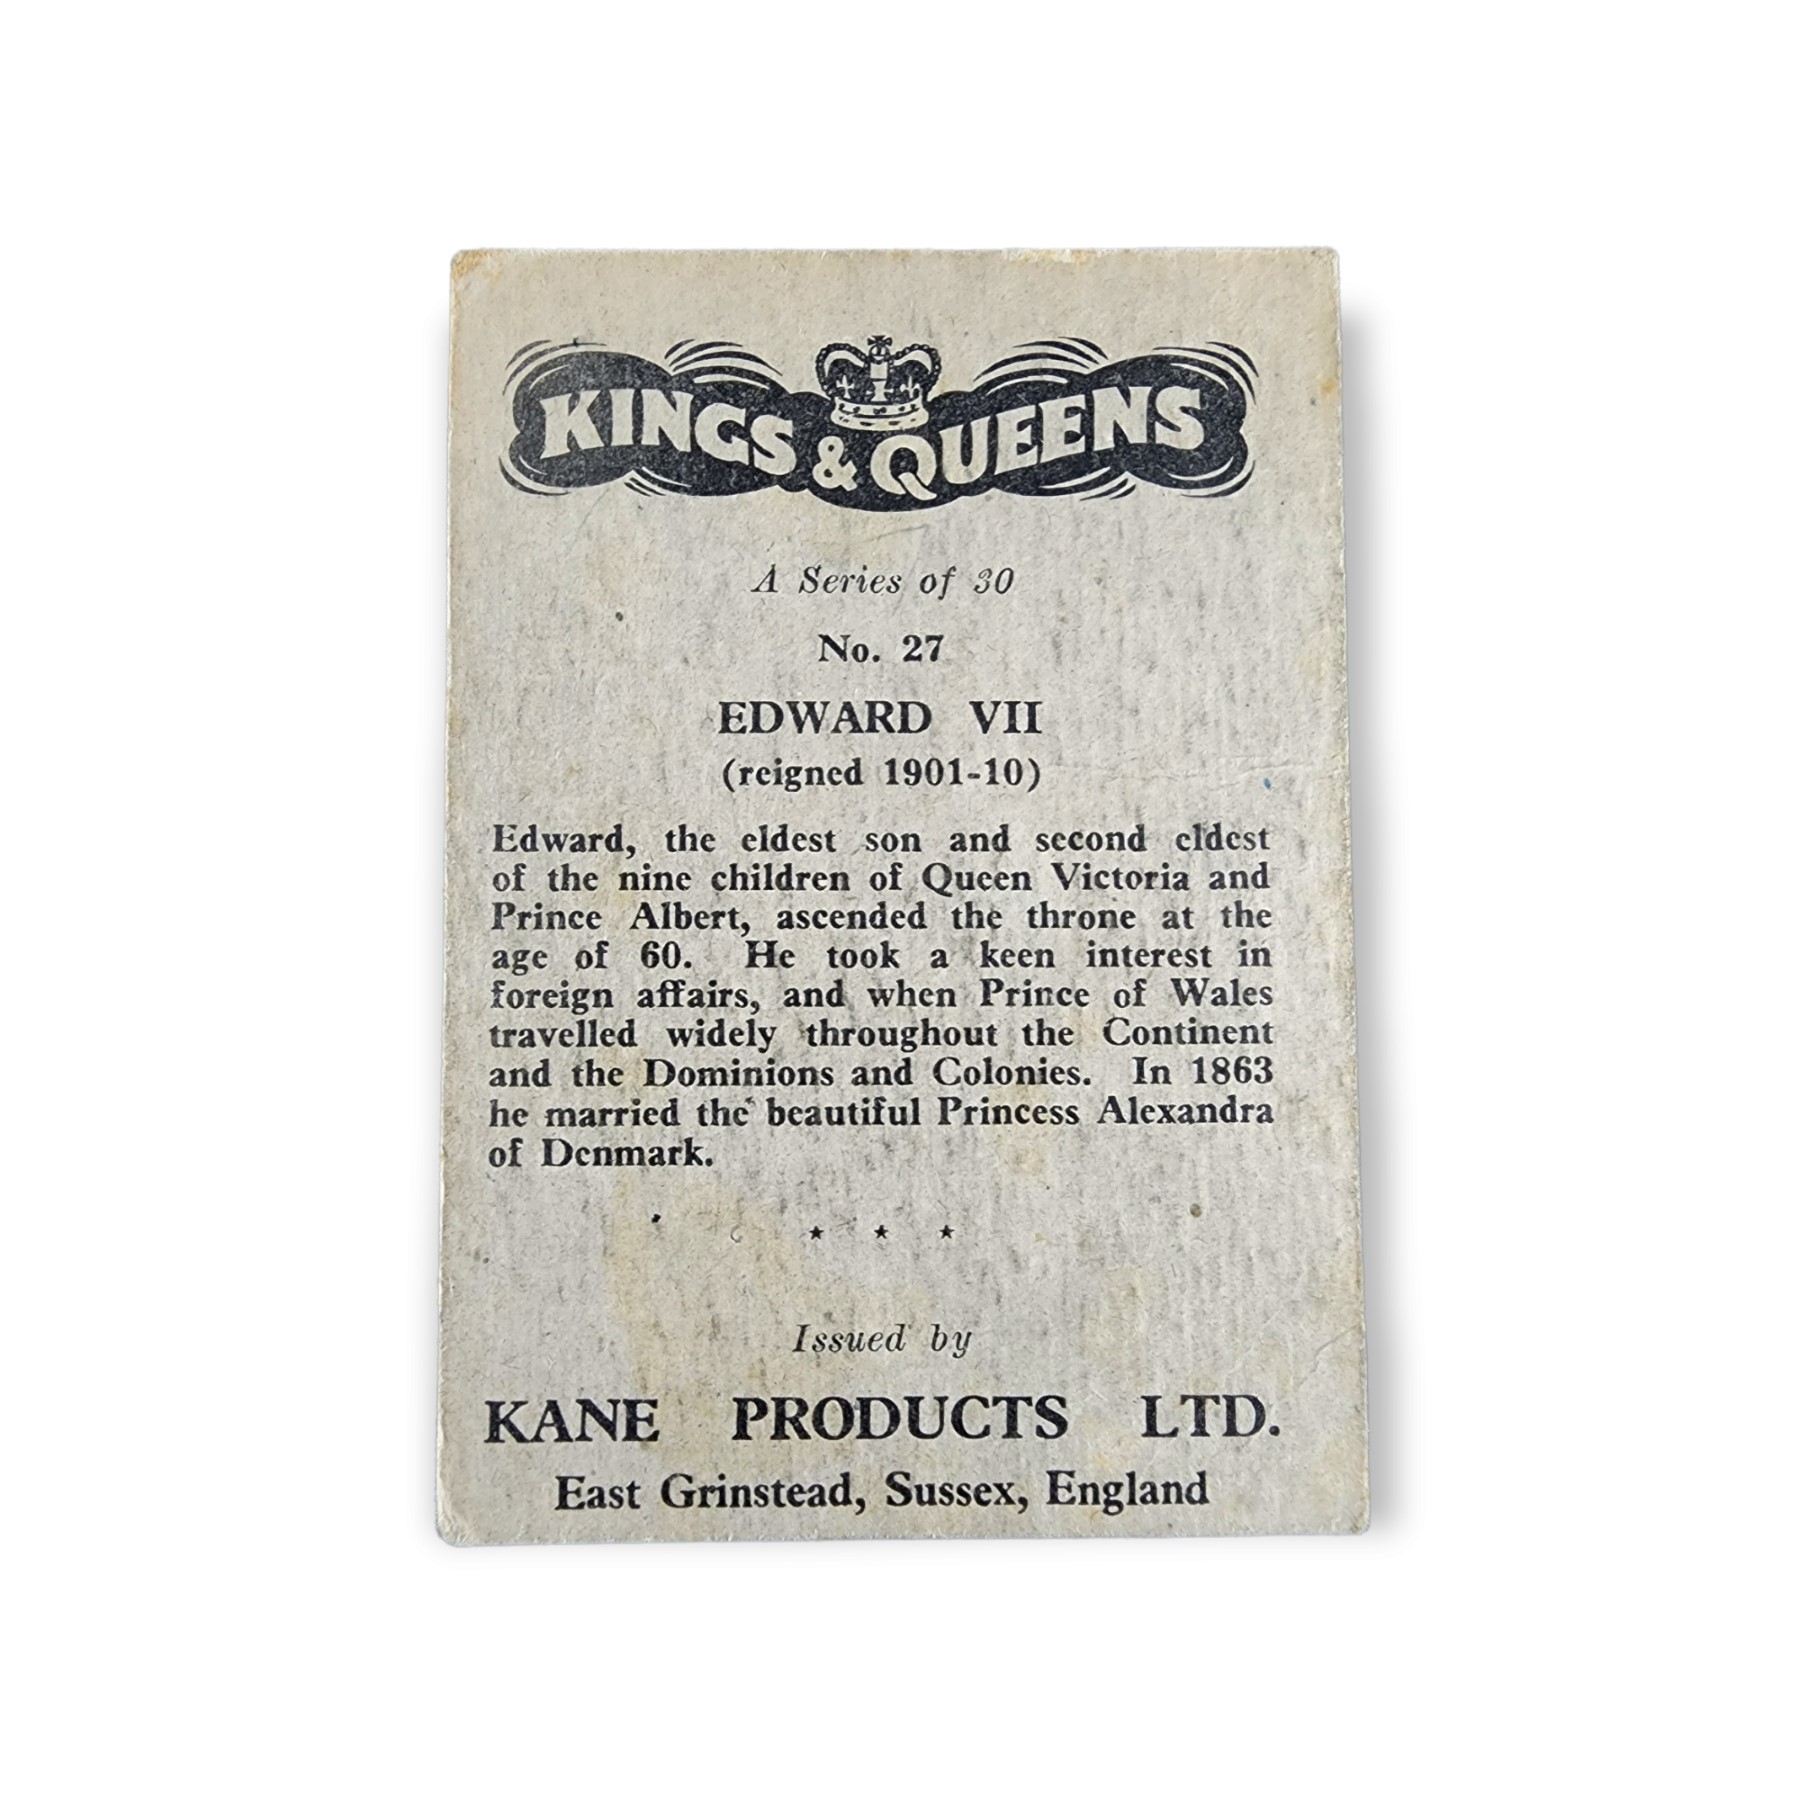 KINGS & QUEENS
A Series of 30
No. 27
EDWARD VII
(reigned 1901-10)
Edward, the eldest son and second eldest
of the nine children of Queen Victoria and
Prince Albert, ascended the throne at the
age of 60. He took a keen interest in
foreign affairs, and when Prince of Wales
travelled widely throughout the Continent
and the Dominions and Colonies. In 1863
he married the beautiful Princess Alexandra
of Denmark.
Issued by
KANE PRODUCTS LTD.
East Grinstead, Sussex, England